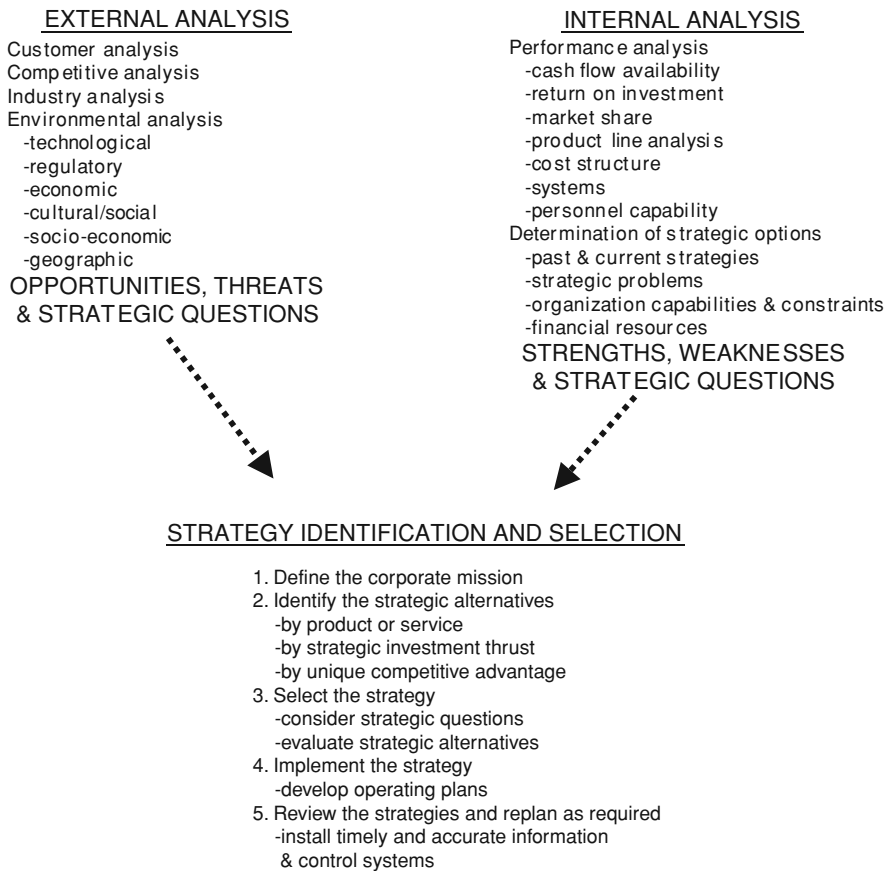 EXTERNAL ANALYSIS
Customer analysis
Competitive analysis
Industry analysis
Environmental analysis
-technological
-regulatory
-economic
-cultural/social
-socio-economic
-geographic
OPPORTUNITIES, THREATS
& STRATEGIC QUESTIONS
INTERNAL ANALYSIS
Performance analysis
-cash flow availability
-return on investment
-market share
-product line analysis
-cost structure
-systems
-personnel capability
Determination of strategic options
-past & current strategies
-strategic problems
-organization capabilities & constraints
-financial resources
STRENGTHS, WEAKNESSES
& STRATEGIC QUESTIONS
STRATEGY IDENTIFICATION AND SELECTION
1. Define the corporate mission
2. Identify the strategic alternatives
-by product or service
-by strategic investment thrust
-by unique competitive advantage
3. Select the strategy
-consider strategic questions
-evaluate strategic alternatives
4. Implement the strategy
-develop operating plans
5. Review the strategies and replan as required
-install timely and accurate information
& control systems